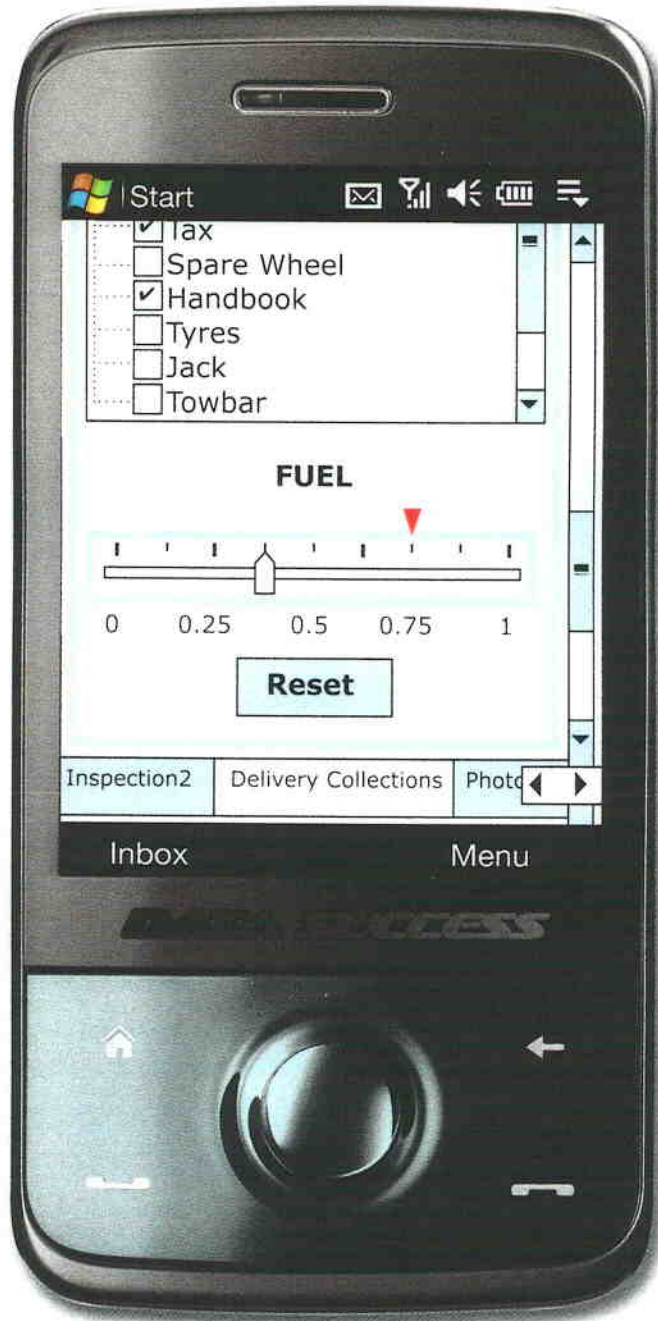 Start
Tax
Spare Wheel
Handbook
Tyres
Jack
Towbar
FUEL
0 0.25 0.5 0.75 1
Reset
Inspection2 Delivery Collections Photo
Inbox Menu